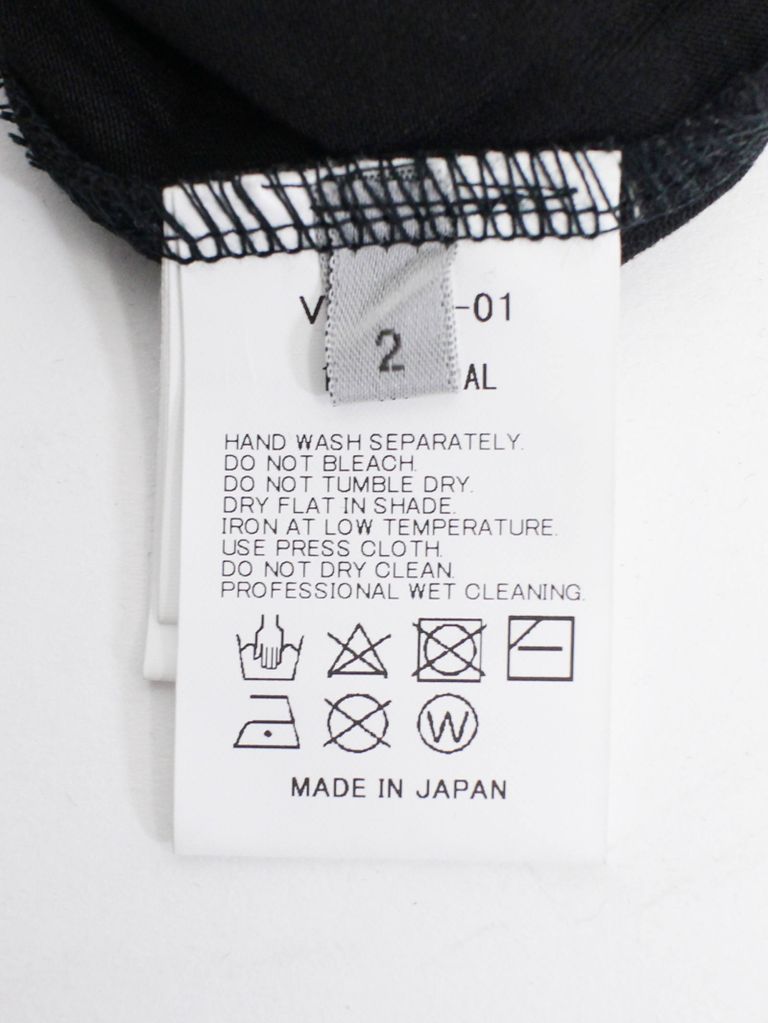 -01
2
HAND WASH SEPARATELY.
DO NOT BLEACH.
DO NOT TUMBLE DRY.
DRY FLAT IN SHADE.
IRON AT LOW TEMPERATURE.
USE PRESS CLOTH.
DO NOT DRY CLEAN.
PROFESSIONAL WET CLEANING.
W
MADE IN JAPAN